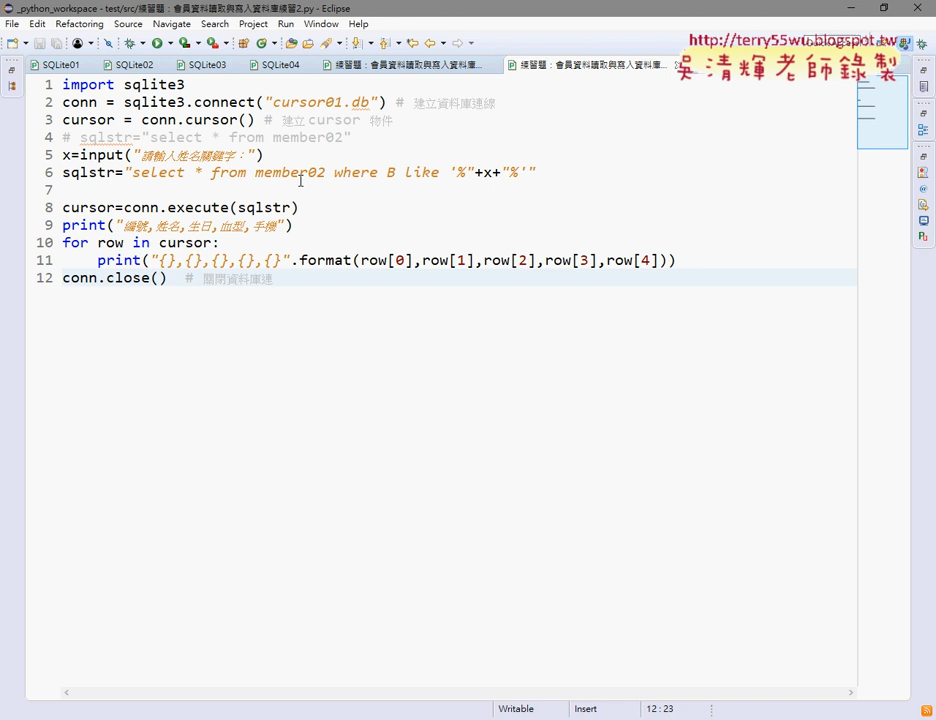 _python_workspace - test/src/練習題：會員資料讀取與寫入資料庫練習2.py - Eclipse
File Edit Refactoring Source Navigate Search Project Run Window Help
http://terry55wu.blogspot.tw
吳清輝老師錄製
SQLite01 SQLite02 SQLite03 SQLite04 練習題：會員資料讀取與寫入資料庫... 練習題：會員資料讀取與寫入資料庫...
1 import sqlite3
2 conn = sqlite3.connect("cursor01.db") # 建立資料庫連線
3 cursor = conn.cursor() # 建立 cursor 物件
4 # sqlstr="select * from member02"
5 x=input("請輸入姓名關鍵字：")
6 sqlstr="select * from member02 where B like '%"+x+"%'"
7
8 cursor=conn.execute(sqlstr)
9 print("編號,姓名,生日,血型,手機")
10 for row in cursor:
11 print("{},{},{},{},{}".format(row[0],row[1],row[2],row[3],row[4]))
12 conn.close() # 關閉資料庫連
Writable Insert 12 : 23